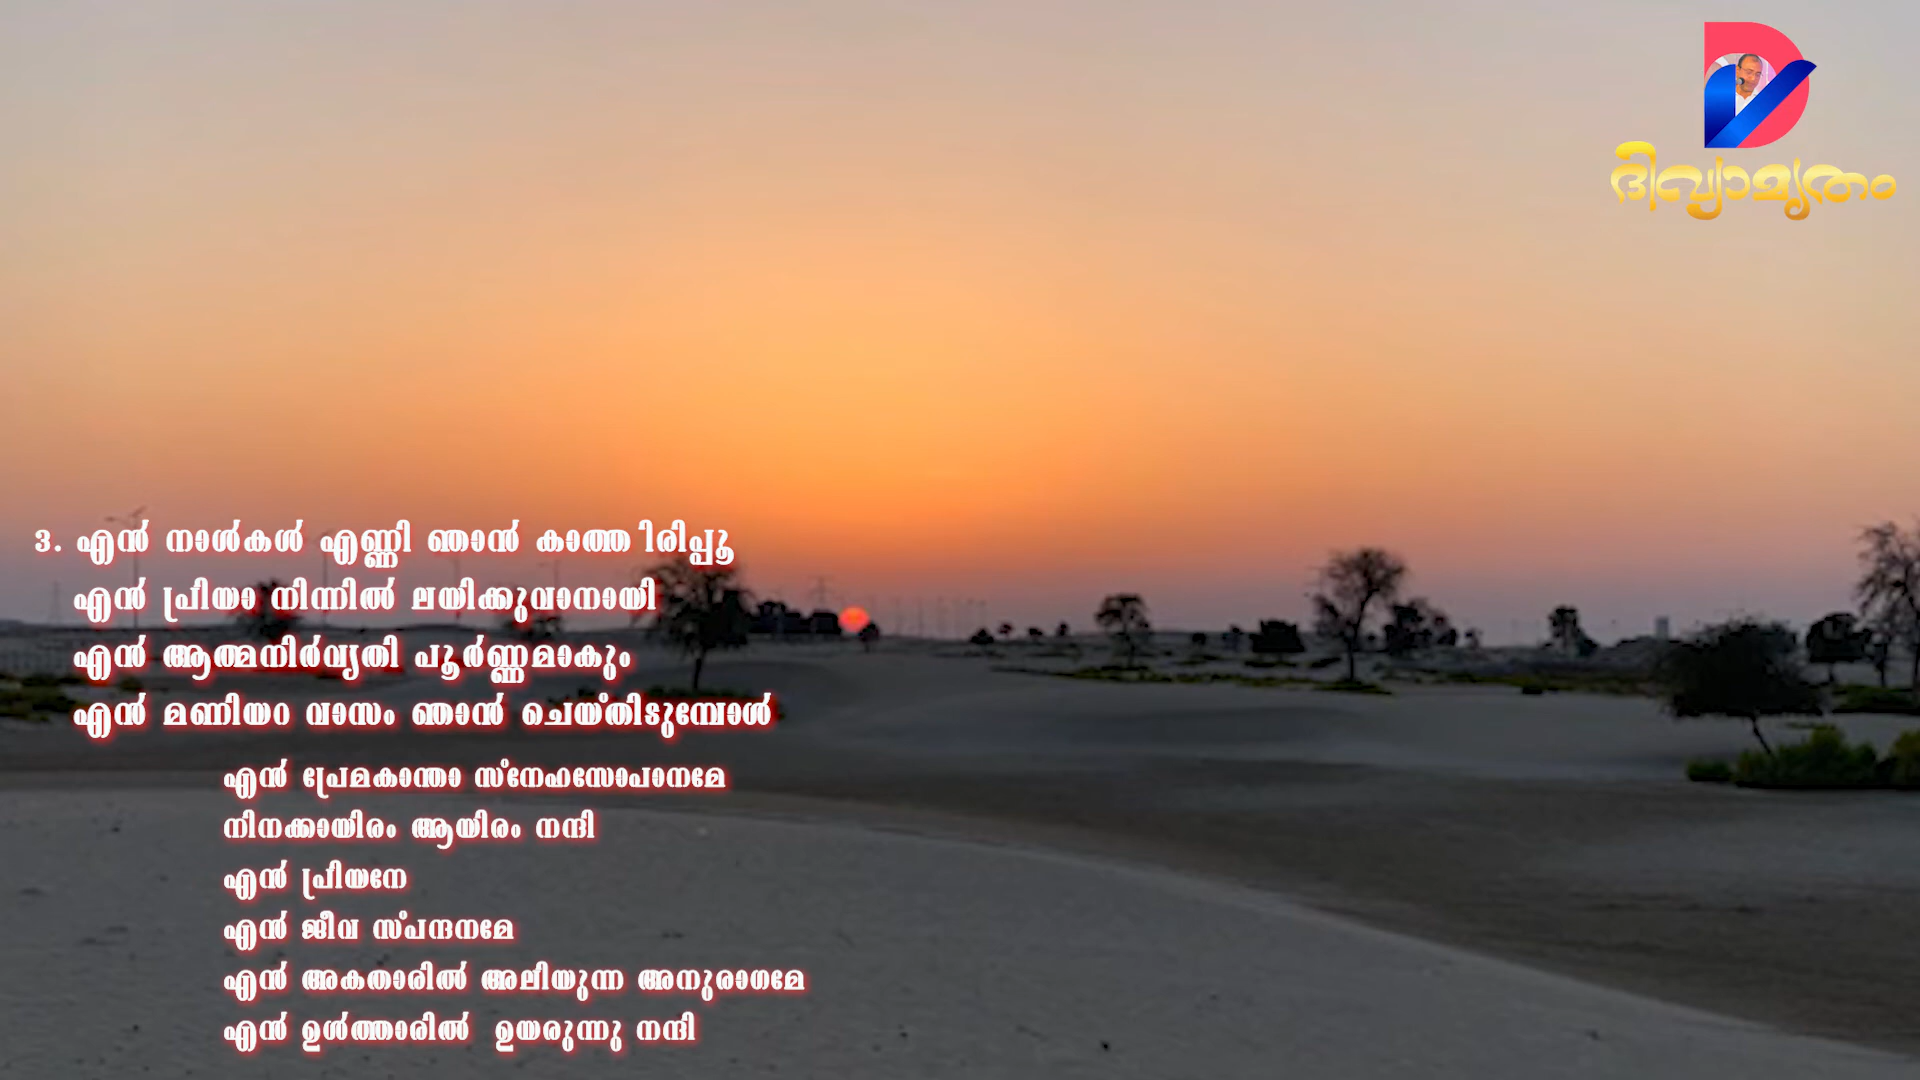 ദിവ്യാമൃതം
3. എൻ നാൾകൾ എണ്ണി ഞാൻ കാത്തിരിപ്പൂ
എൻ പ്രിയാ നിന്നിൽ ലയിക്കുവാനായി
എൻ ആത്മനിർവൃതി പൂർണ്ണമാകും
എൻ മണിയറ വാസം ഞാൻ ചെയ്തിടുമ്പോൾ
എൻ പ്രേമകാന്താ സ്നേഹസോപാനമേ
നിനക്കായിരം ആയിരം നന്ദി
എൻ പ്രിയനേ
എൻ ജീവ സ്പന്ദനമേ
എൻ അകതാരിൽ അലിയുന്ന അനുരാഗമേ
എൻ ഉൾത്താരിൽ ഉയരുന്നു നന്ദി